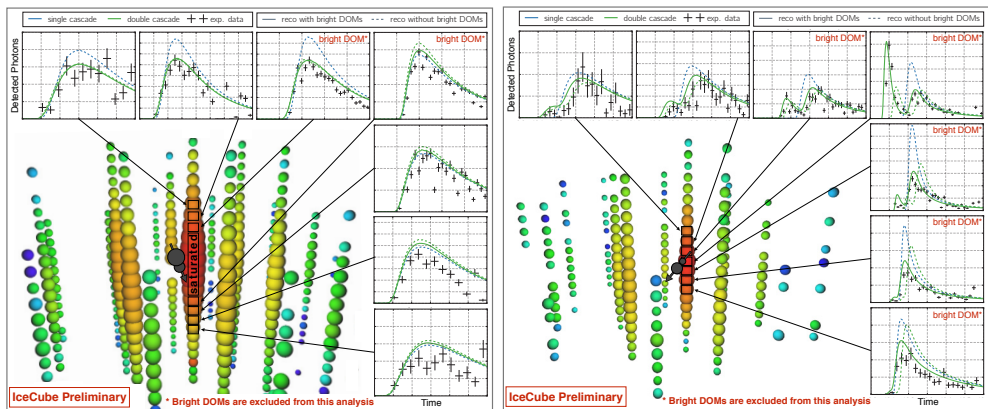 single cascade double cascade exp. data reco with bright DOMs reco without bright DOMs
Detected Photons
bright DOM*
bright DOM*
saturated
IceCube Preliminary
* Bright DOMs are excluded from this analysis
Time
single cascade double cascade exp. data reco with bright DOMs reco without bright DOMs
Detected Photons
bright DOM*
bright DOM*
bright DOM*
bright DOM*
bright DOM*
IceCube Preliminary
* Bright DOMs are excluded from this analysis
Time